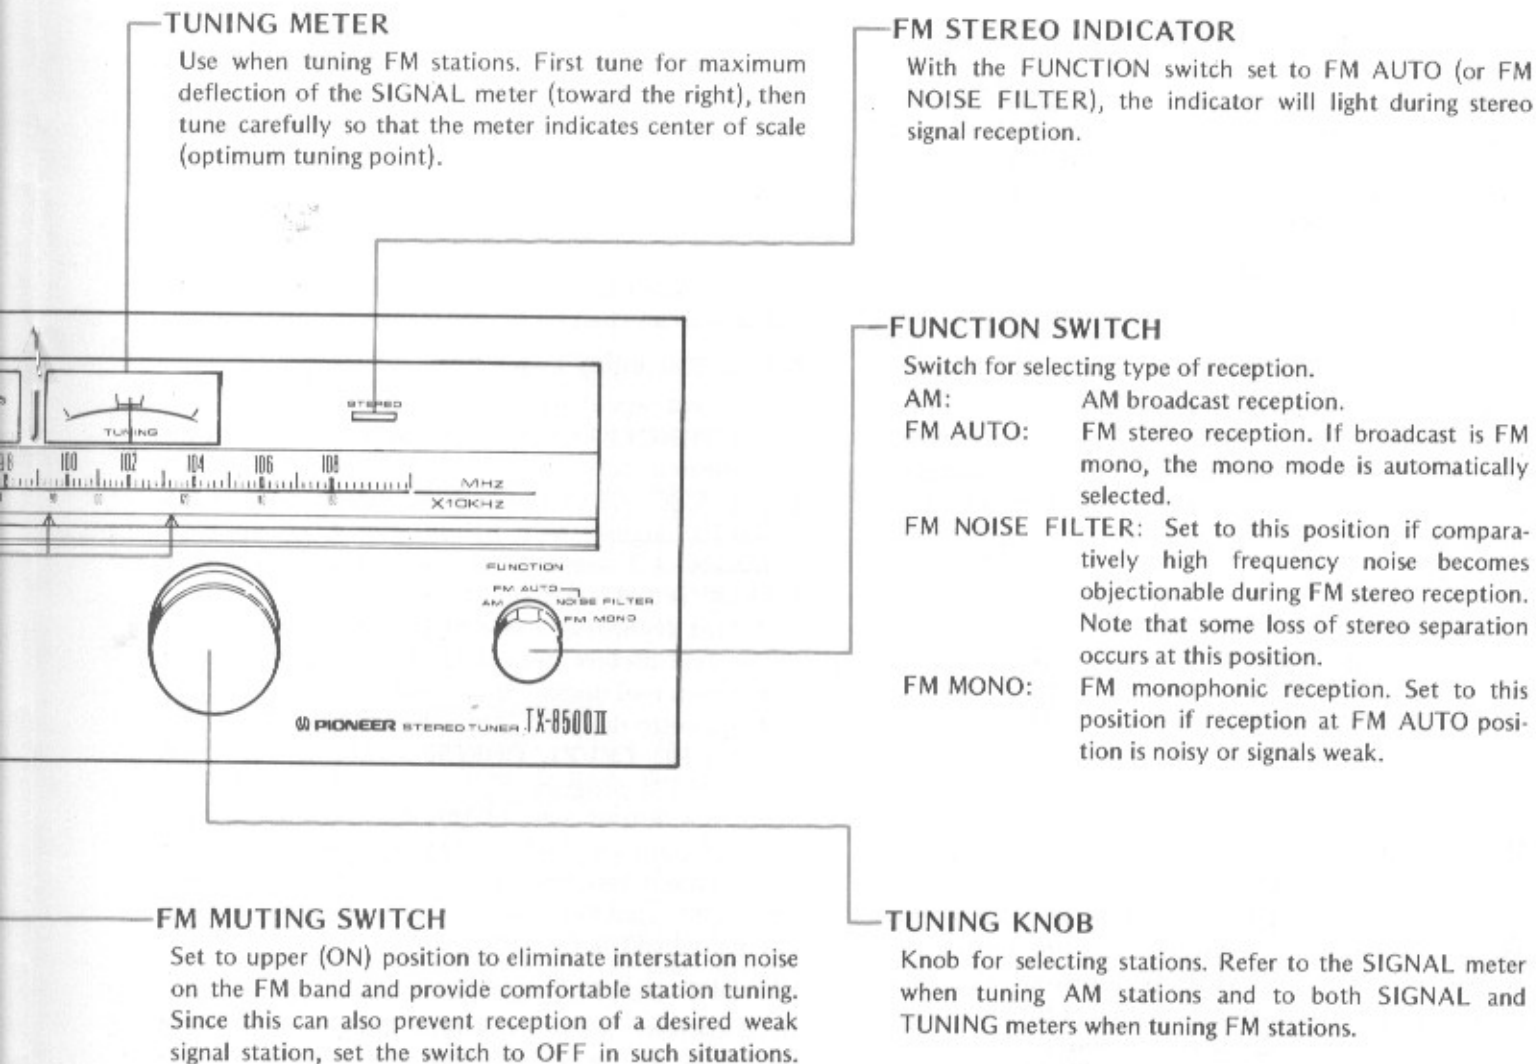 TUNING METER
Use when tuning FM stations. First tune for maximum
deflection of the SIGNAL meter (toward the right), then
tune carefully so that the meter indicates center of scale
(optimum tuning point).
FM STEREO INDICATOR
With the FUNCTION switch set to FM AUTO (or FM
NOISE FILTER), the indicator will light during stereo
signal reception.
STEREO
TUNING
98 100 102 104 106 108
MHz
X10KHz
FUNCTION
FM AUTO
AM NOISE FILTER
FM MONO
PIONEER STEREO TUNER TX-8500II
FUNCTION SWITCH
Switch for selecting type of reception.
AM: AM broadcast reception.
FM AUTO: FM stereo reception. If broadcast is FM
mono, the mono mode is automatically
selected.
FM NOISE FILTER: Set to this position if compara-
tively high frequency noise becomes
objectionable during FM stereo reception.
Note that some loss of stereo separation
occurs at this position.
FM MONO: FM monophonic reception. Set to this
position if reception at FM AUTO posi-
tion is noisy or signals weak.
FM MUTING SWITCH
Set to upper (ON) position to eliminate interstation noise
on the FM band and provide comfortable station tuning.
Since this can also prevent reception of a desired weak
signal station, set the switch to OFF in such situations.
TUNING KNOB
Knob for selecting stations. Refer to the SIGNAL meter
when tuning AM stations and to both SIGNAL and
TUNING meters when tuning FM stations.